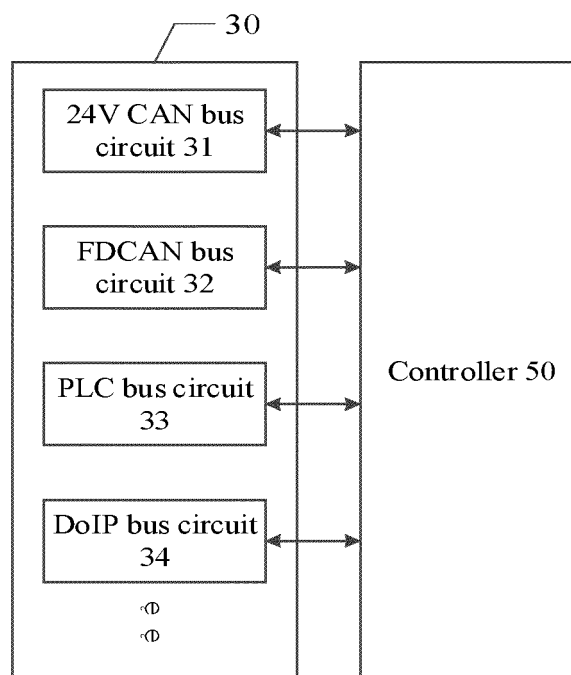 30
24V CAN bus
circuit 31
FDCAN bus
circuit 32
PLC bus circuit
33
DoIP bus circuit
34
Controller 50